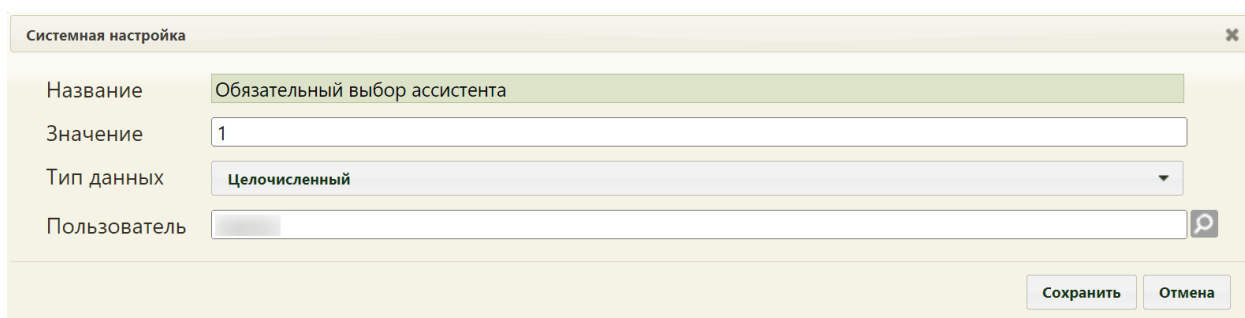 Системная настройка
Название Обязательный выбор ассистента
Значение 1
Тип данных Целочисленный
Пользователь
Сохранить Отмена